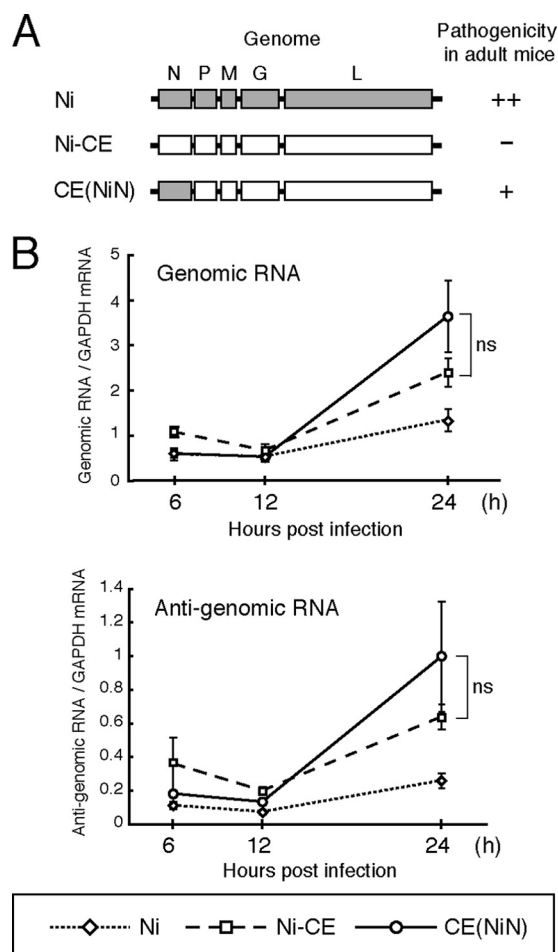 A
Genome
Pathogenicity
in adult mice
N P M G L
Ni ++
Ni-CE −
CE(NiN) +
B
Genomic RNA
Genomic RNA / GAPDH mRNA
5
4
3
2
1
0
ns
6 12 24 (h)
Hours post infection
Anti-genomic RNA
Anti-genomic RNA / GAPDH mRNA
1.4
1.2
1
0.8
0.6
0.4
0.2
0
ns
6 12 24 (h)
Hours post infection
Ni Ni-CE CE(NiN)